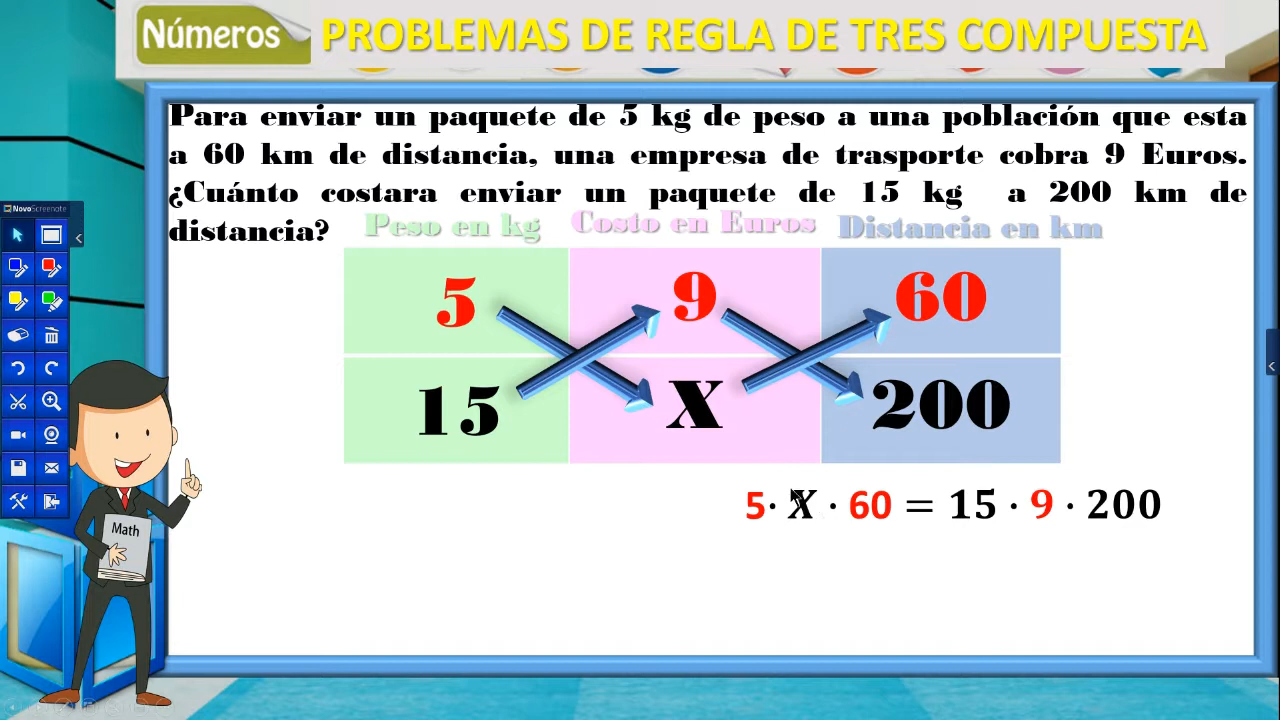 Números PROBLEMAS DE REGLA DE TRES COMPUESTA
Para enviar un paquete de 5 kg de peso a una población que esta
a 60 km de distancia, una empresa de trasporte cobra 9 Euros.
¿Cuánto costara enviar un paquete de 15 kg a 200 km de
distancia?
Peso en kg Costo en Euros Distancia en km
5 9 60
15 X 200
5· X · 60 = 15 · 9 · 200
NovoScreenote
Math